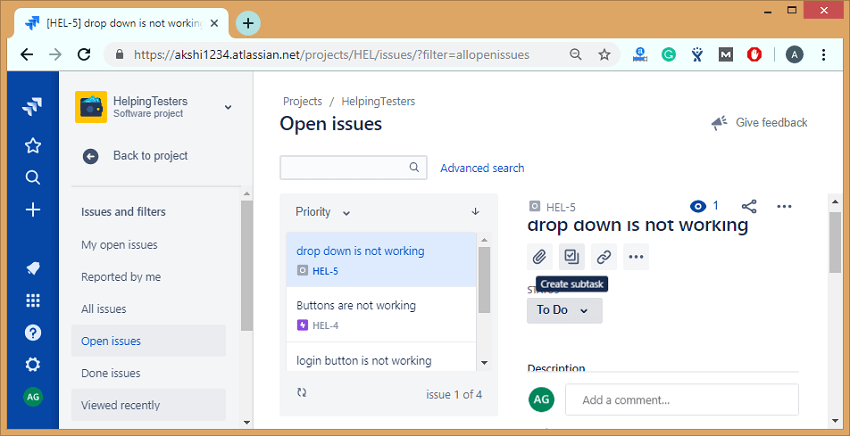 [HEL-5] drop down is not workin
https://akshi1234.atlassian.net/projects/HEL/issues/?filter=allopenissues
M
A
HelpingTesters
Software project
Back to project
Issues and filters
My open issues
Reported by me
All issues
Open issues
Done issues
Viewed recently
AG
Projects / HelpingTesters
Open issues
Give feedback
Advanced search
Priority
drop down is not working
HEL-5
Buttons are not working
HEL-4
login button is not working
issue 1 of 4
HEL-5
1
drop down is not working
Create subtask
To Do
Description
AG
Add a comment...